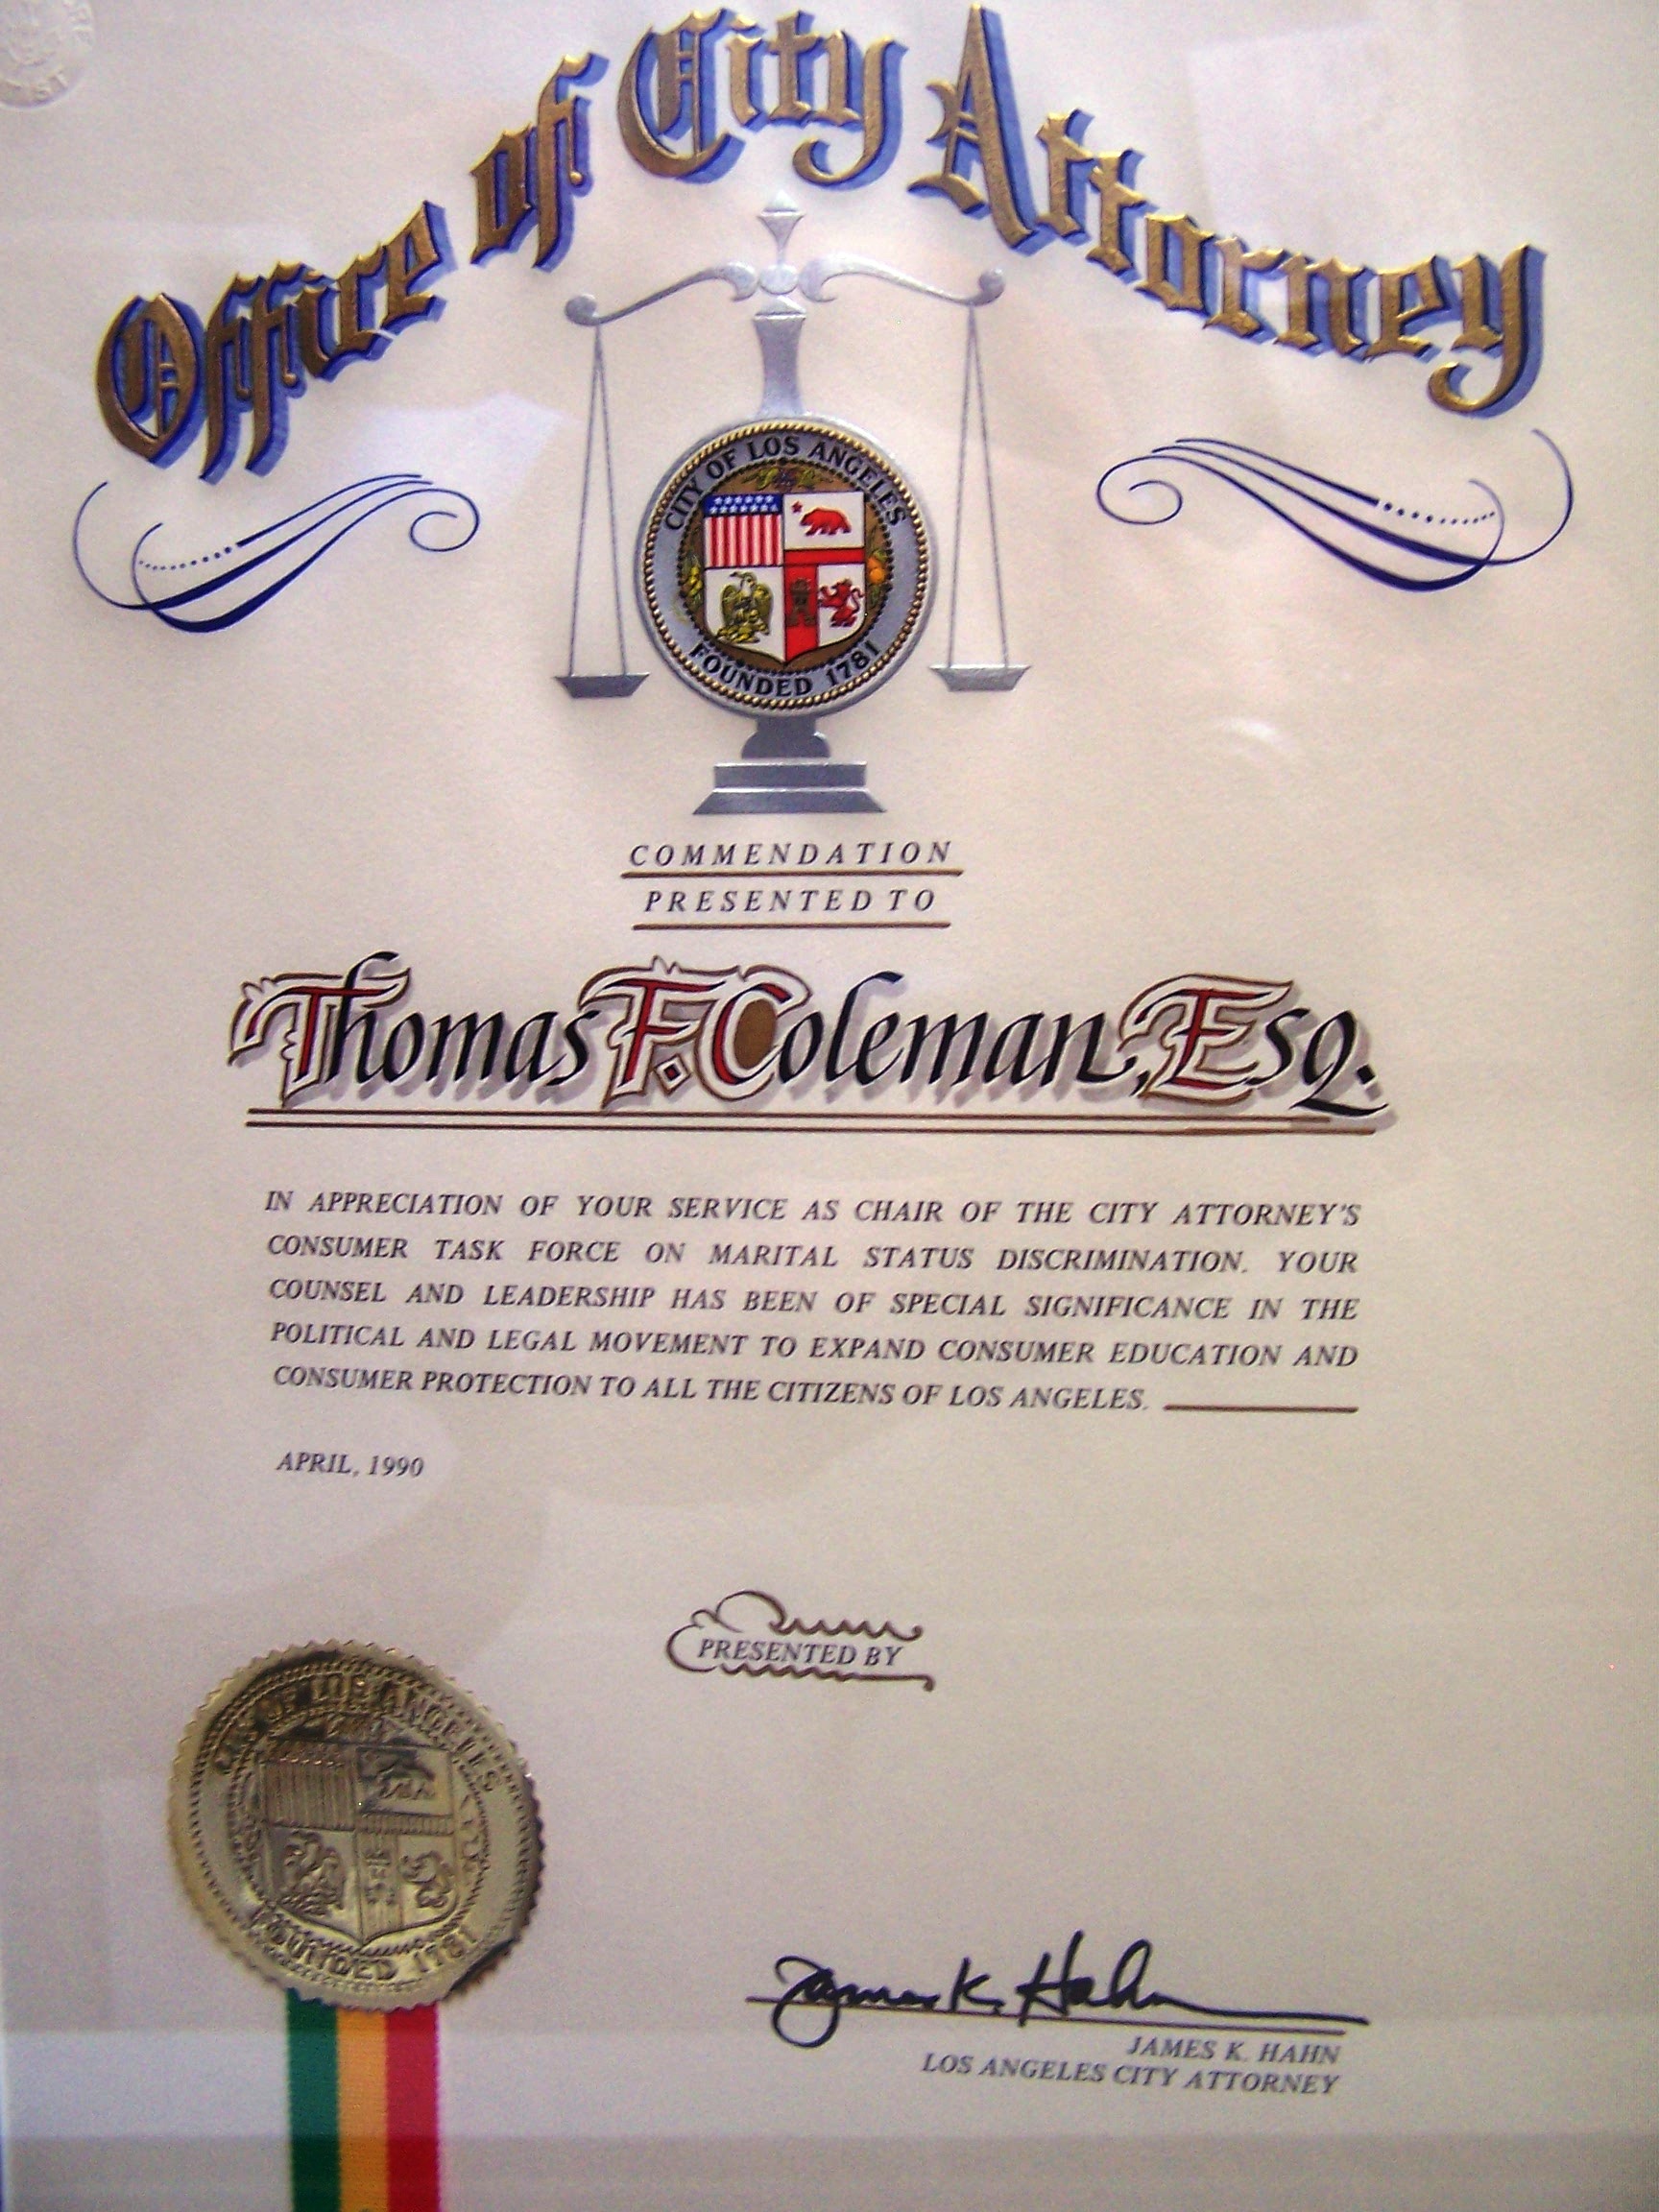 Office of City Attorney
CITY OF LOS ANGELES
FOUNDED 1781
COMMENDATION
PRESENTED TO
Thomas F. Coleman, Esq.
IN APPRECIATION OF YOUR SERVICE AS CHAIR OF THE CITY ATTORNEY'S
CONSUMER TASK FORCE ON MARITAL STATUS DISCRIMINATION. YOUR
COUNSEL AND LEADERSHIP HAS BEEN OF SPECIAL SIGNIFICANCE IN THE
POLITICAL AND LEGAL MOVEMENT TO EXPAND CONSUMER EDUCATION AND
CONSUMER PROTECTION TO ALL THE CITIZENS OF LOS ANGELES.
APRIL, 1990
PRESENTED BY
CITY OF LOS ANGELES
FOUNDED 1781
James K. Hahn
JAMES K. HAHN
LOS ANGELES CITY ATTORNEY